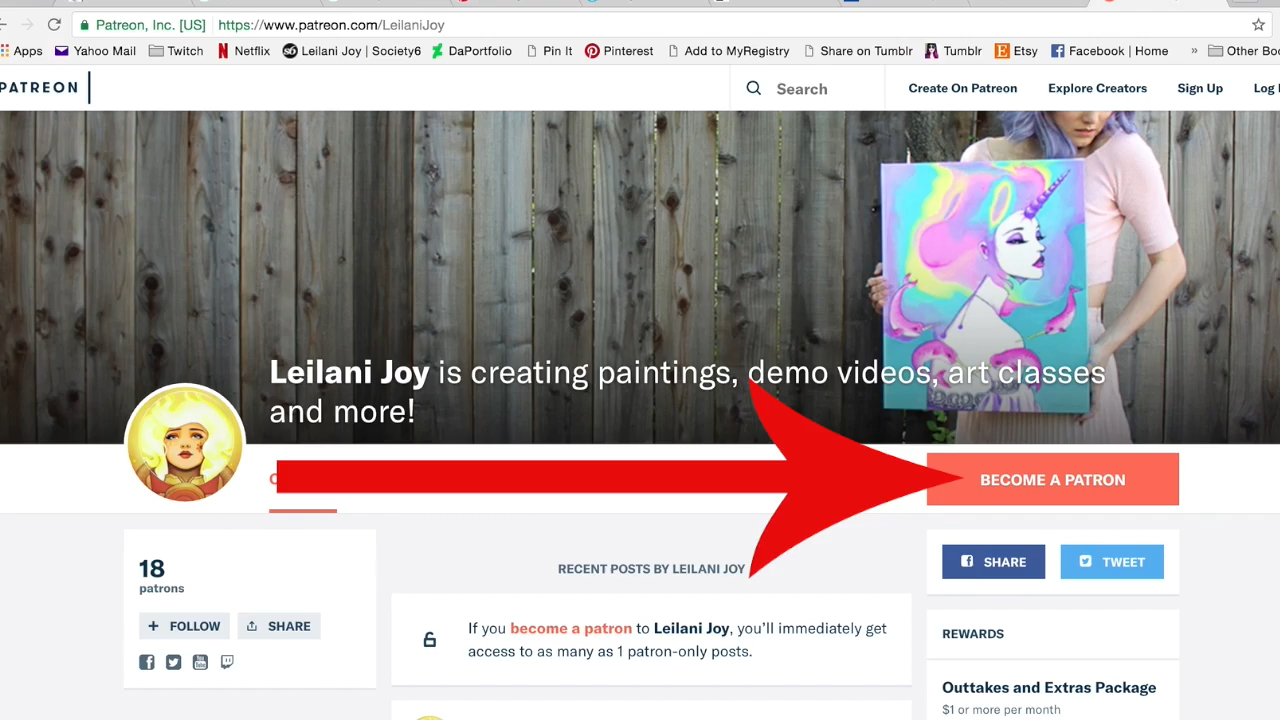 Patreon, Inc. [US] https://www.patreon.com/LeilaniJoy
Apps Yahoo Mail Twitch Netflix Leilani Joy | Society6 DaPortfolio Pin It Pinterest Add to MyRegistry Share on Tumblr Tumblr Etsy Facebook | Home » Other Boo
PATREON Search Create On Patreon Explore Creators Sign Up Log I
Leilani Joy is creating paintings, demo videos, art classes
and more!
BECOME A PATRON
18
patrons
FOLLOW SHARE
RECENT POSTS BY LEILANI JOY
If you become a patron to Leilani Joy, you'll immediately get
access to as many as 1 patron-only posts.
SHARE TWEET
REWARDS
Outtakes and Extras Package
$1 or more per month